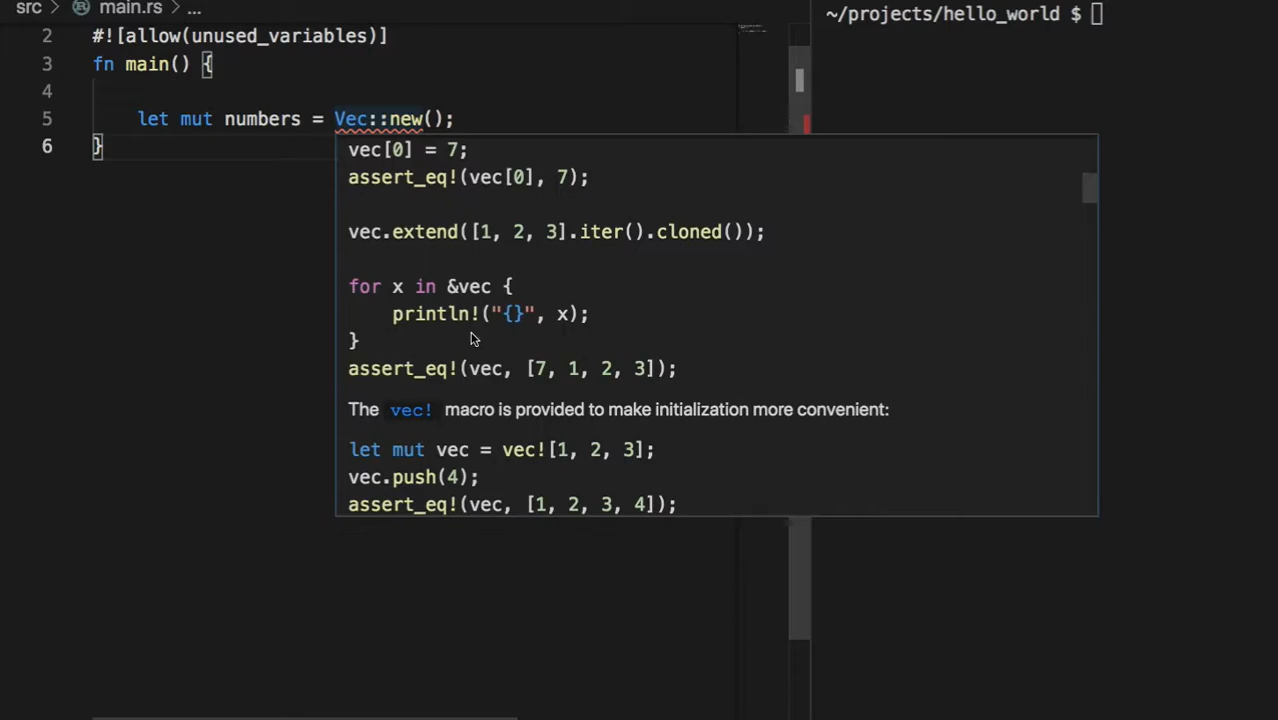 src > main.rs > ...
~/projects/hello_world $
2 #![allow(unused_variables)]
3 fn main() {
4
5 let mut numbers = Vec::new();
6 }
vec[0] = 7;
assert_eq!(vec[0], 7);
vec.extend([1, 2, 3].iter().cloned());
for x in &vec {
println!("{}", x);
}
assert_eq!(vec, [7, 1, 2, 3]);
The vec! macro is provided to make initialization more convenient:
let mut vec = vec![1, 2, 3];
vec.push(4);
assert_eq!(vec, [1, 2, 3, 4]);